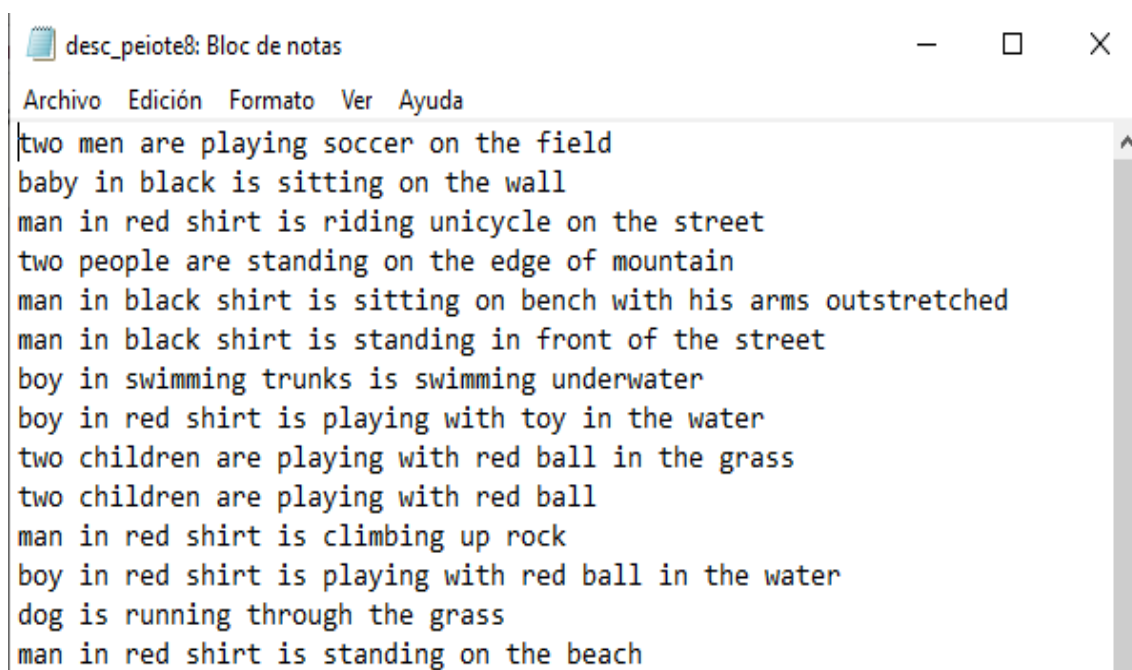 desc_peiote8: Bloc de notas
Archivo Edición Formato Ver Ayuda
two men are playing soccer on the field
baby in black is sitting on the wall
man in red shirt is riding unicycle on the street
two people are standing on the edge of mountain
man in black shirt is sitting on bench with his arms outstretched
man in black shirt is standing in front of the street
boy in swimming trunks is swimming underwater
boy in red shirt is playing with toy in the water
two children are playing with red ball in the grass
two children are playing with red ball
man in red shirt is climbing up rock
boy in red shirt is playing with red ball in the water
dog is running through the grass
man in red shirt is standing on the beach